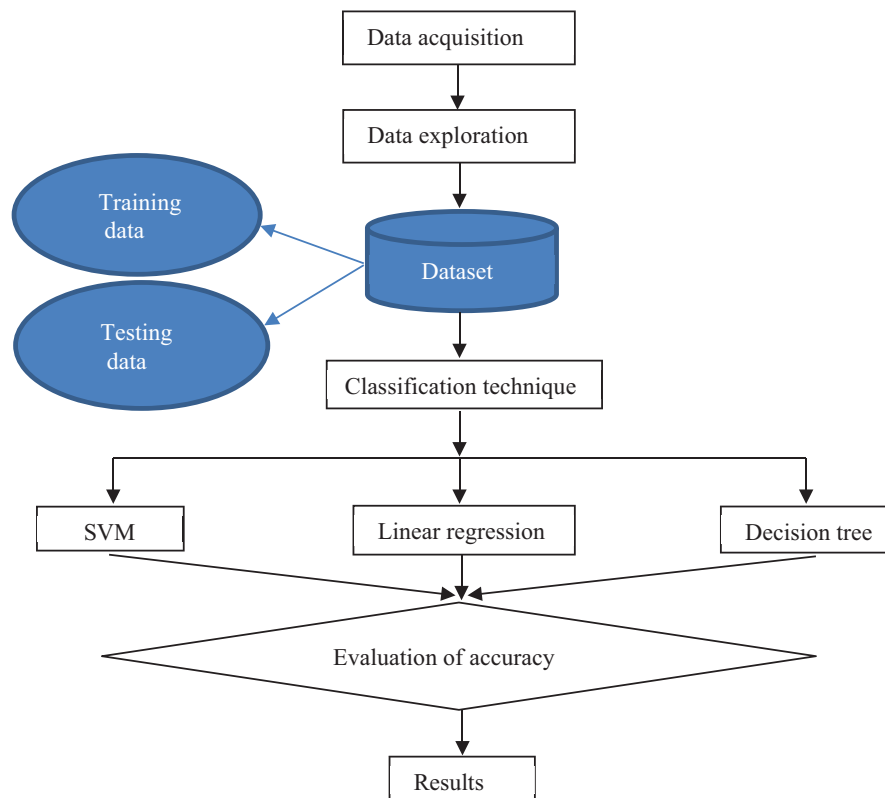 Data acquisition
Data exploration
Training
data
Dataset
Testing
data
Classification technique
SVM
Linear regression
Decision tree
Evaluation of accuracy
Results